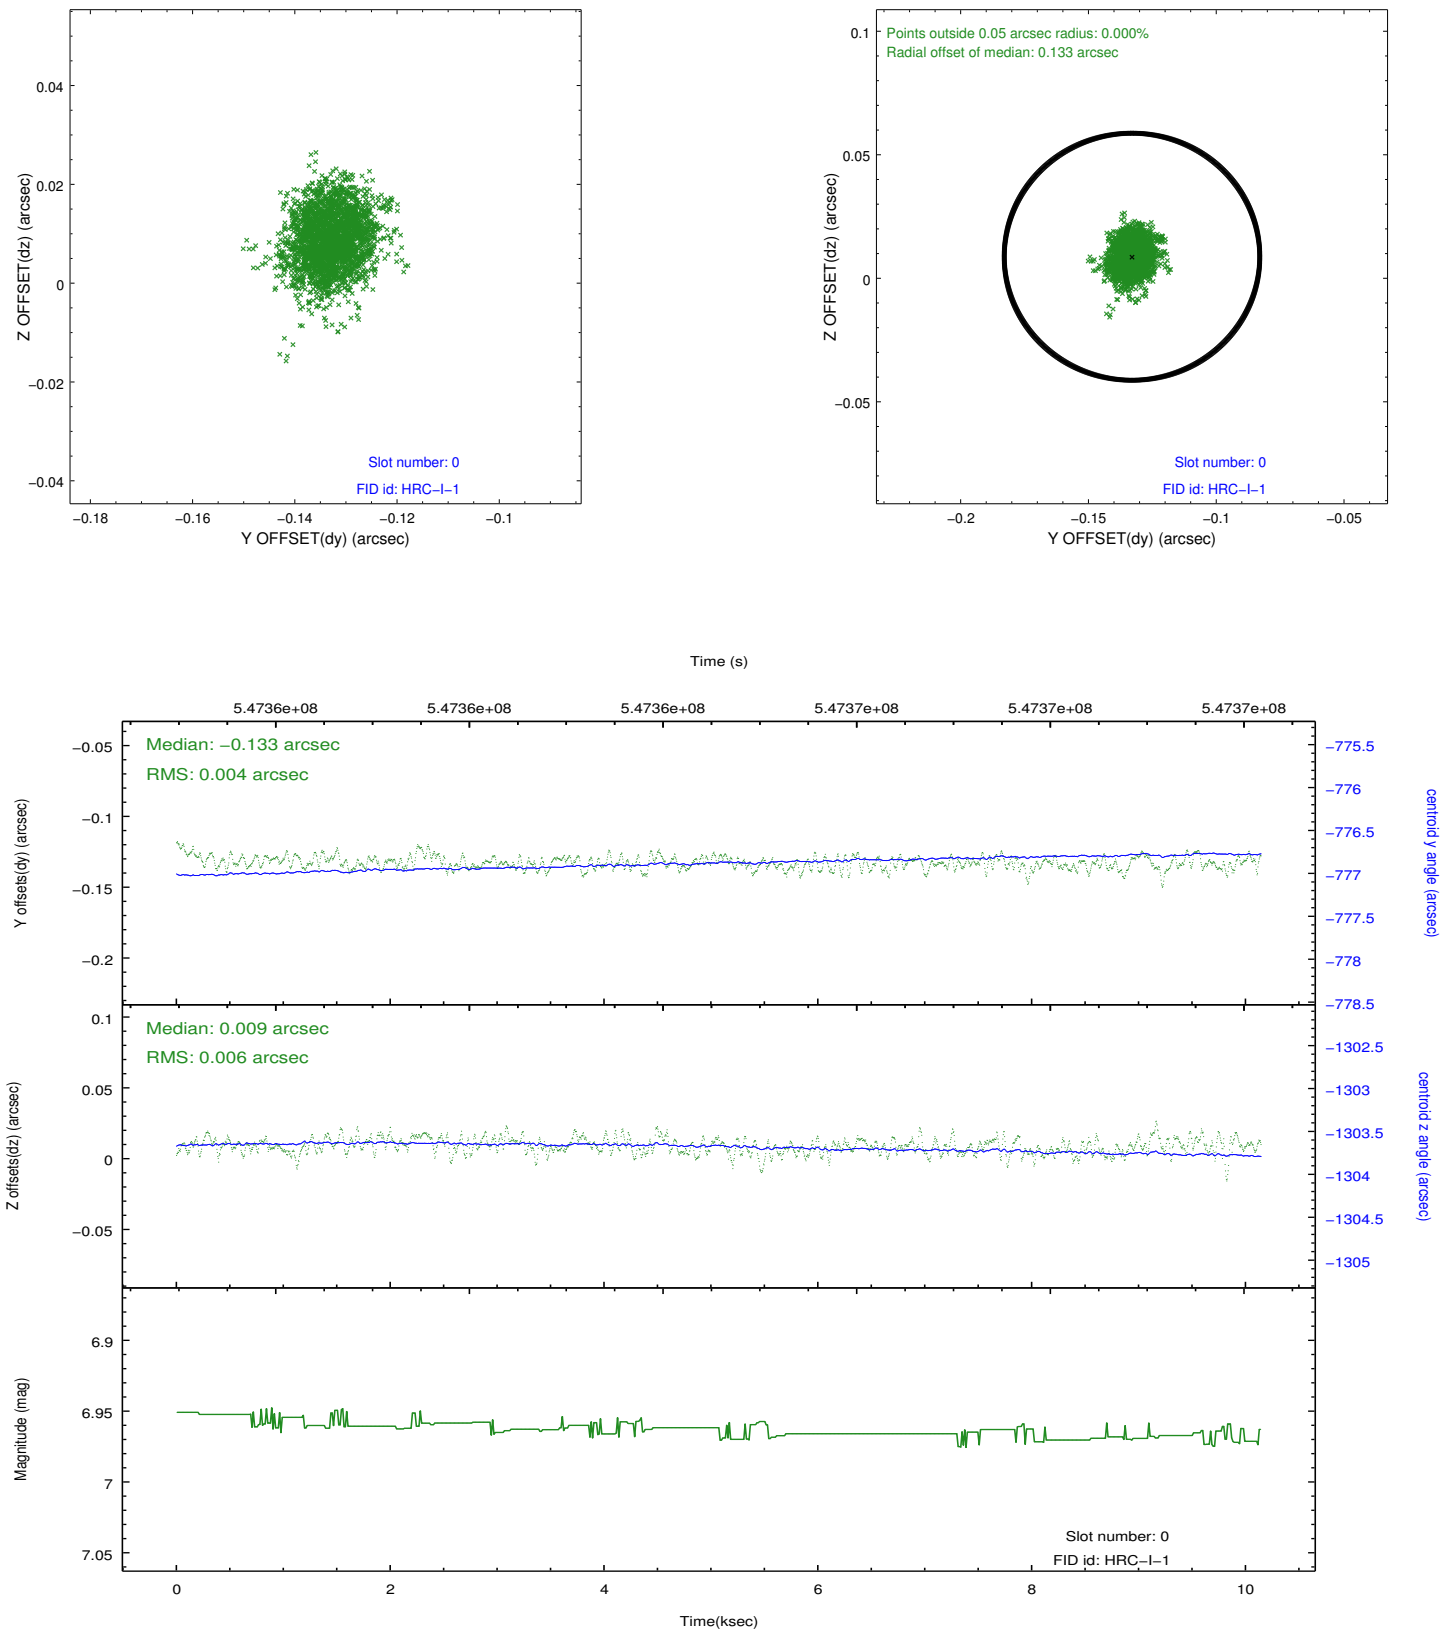 0.04
0.02
0
−0.02
−0.04
Z OFFSET(dz) (arcsec)
Slot number: 0
FID id: HRC−I−1
−0.18
−0.16
−0.14
−0.12
−0.1
Y OFFSET(dy) (arcsec)
Points outside 0.05 arcsec radius: 0.000%
Radial offset of median: 0.133 arcsec
0.1
0.05
0
−0.05
Z OFFSET(dz) (arcsec)
Slot number: 0
FID id: HRC−I−1
−0.2
−0.15
−0.1
−0.05
Y OFFSET(dy) (arcsec)
Time (s)
5.4736e+08
5.4736e+08
5.4736e+08
5.4737e+08
5.4737e+08
5.4737e+08
Median: −0.133 arcsec
RMS: 0.004 arcsec
−0.05
−0.1
−0.15
−0.2
Y offsets(dy) (arcsec)
−775.5
−776
−776.5
−777
−777.5
−778
−778.5
centroid y angle (arcsec)
Median: 0.009 arcsec
RMS: 0.006 arcsec
0.1
0.05
0
−0.05
Z offsets(dz) (arcsec)
−1302.5
−1303
−1303.5
−1304
−1304.5
−1305
centroid z angle (arcsec)
6.9
6.95
7
7.05
Magnitude (mag)
Slot number: 0
FID id: HRC−I−1
0
2
4
6
8
10
Time(ksec)